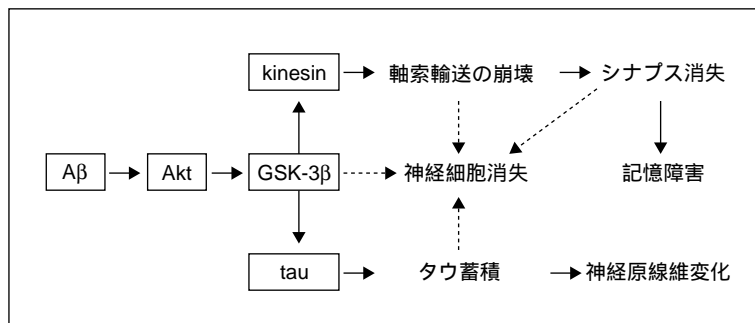 kinesin 軸索輸送の崩壊 シナプス消失
Aβ Akt GSK-3β 神経細胞消失 記憶障害
tau タウ蓄積 神経原線維変化